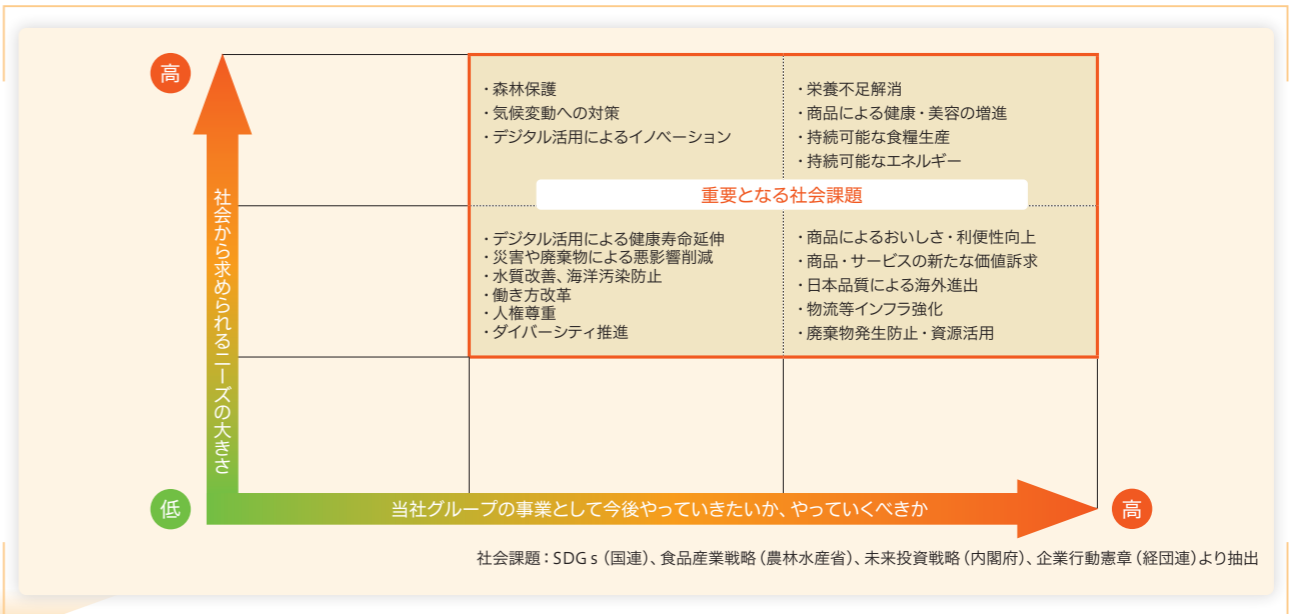 高
社会から求められるニーズの大きさ
低
・森林保護
・気候変動への対策
・デジタル活用によるイノベーション
・栄養不足解消
・商品による健康・美容の増進
・持続可能な食糧生産
・持続可能なエネルギー
重要となる社会課題
・デジタル活用による健康寿命延伸
・災害や廃棄物による悪影響削減
・水質改善、海洋汚染防止
・働き方改革
・人権尊重
・ダイバーシティ推進
・商品によるおいしさ・利便性向上
・商品・サービスの新たな価値訴求
・日本品質による海外進出
・物流等インフラ強化
・廃棄物発生防止・資源活用
当社グループの事業として今後やっていきたいか、やっていくべきか
高
社会課題：SDGs（国連）、食品産業戦略（農林水産省）、未来投資戦略（内閣府）、企業行動憲章（経団連）より抽出